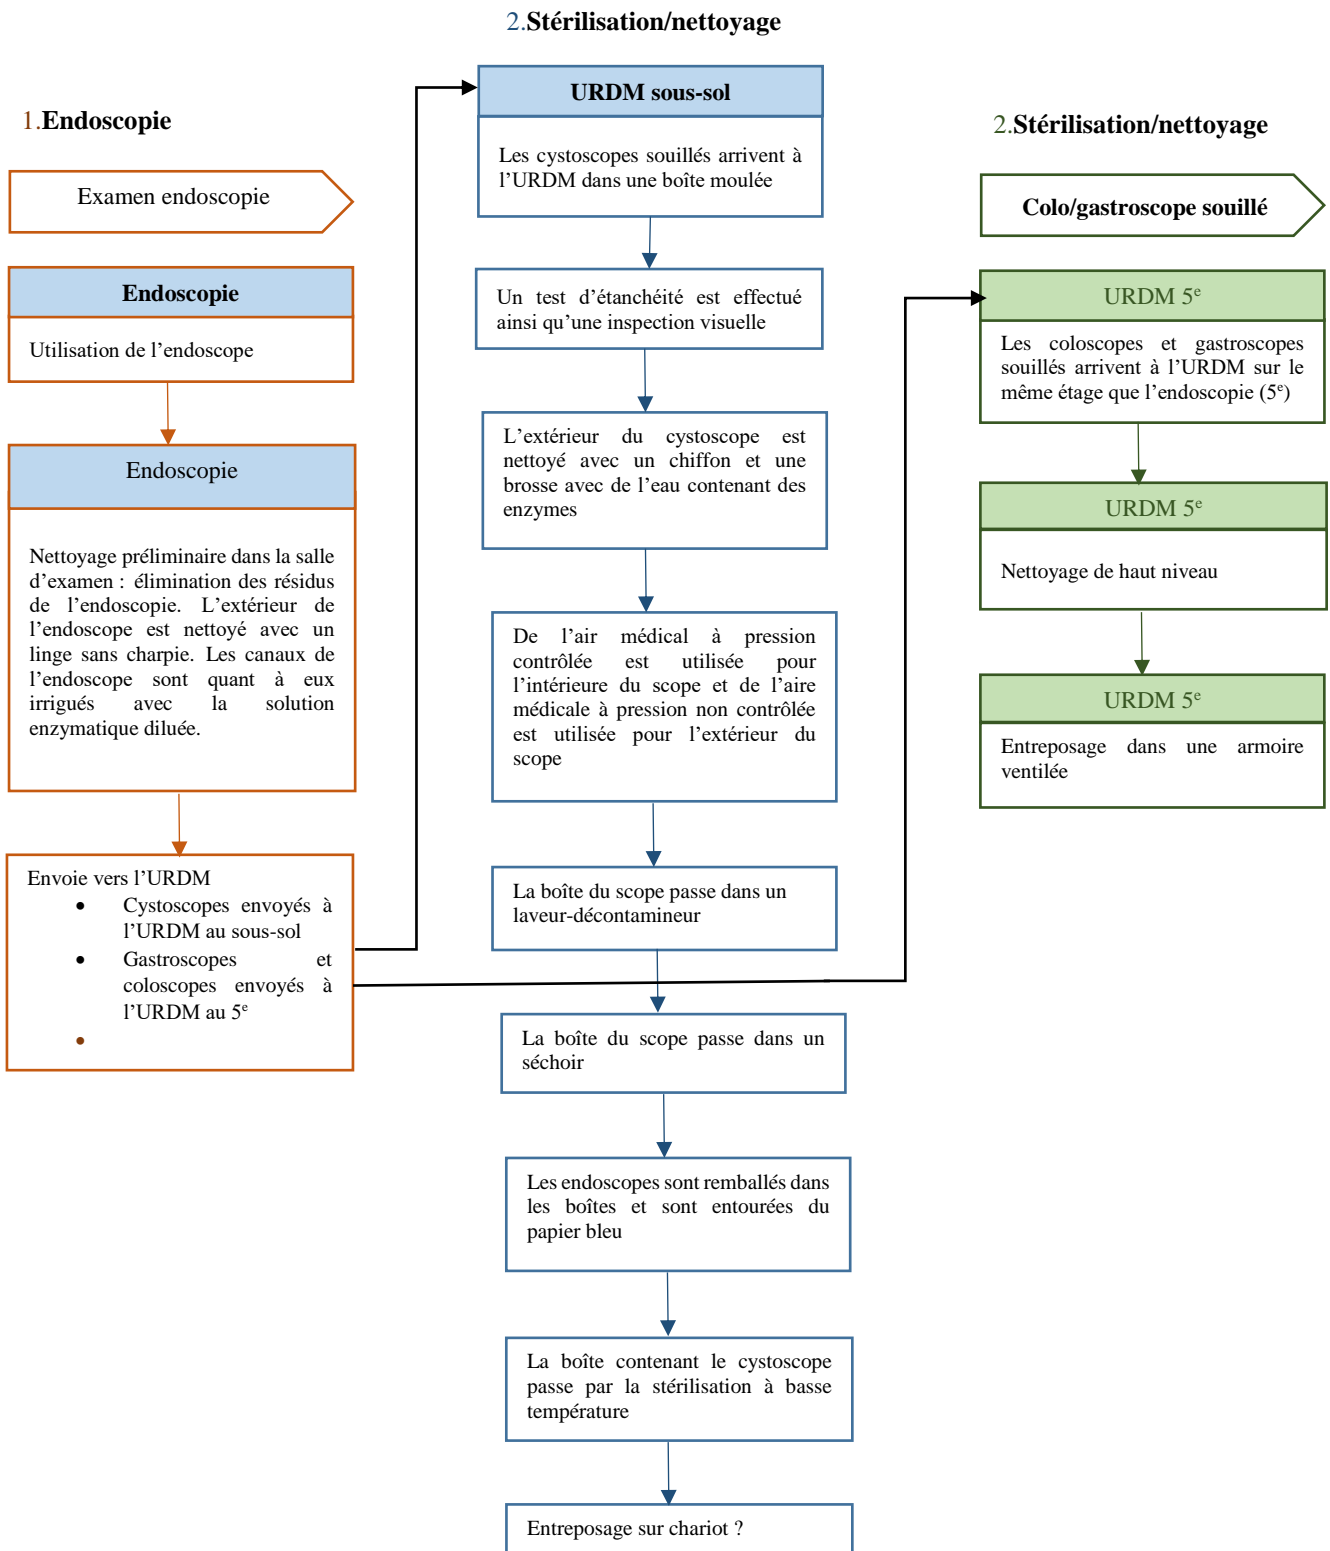 1.Endoscopie
Examen endoscopie
Endoscopie
Utilisation de l’endoscope
Endoscopie
Nettoyage préliminaire dans la salle
d’examen : élimination des résidus
de l’endoscopie. L’extérieur de
l’endoscope est nettoyé avec un
linge sans charpie. Les canaux de
l’endoscope sont quant à eux
irrigués avec la solution
enzymatique diluée.
Envoie vers l’URDM
• Cystoscopes envoyés à
l’URDM au sous-sol
• Gastroscopes et
coloscopes envoyés à
l’URDM au 5e
•
2.Stérilisation/nettoyage
URDM sous-sol
Les cystoscopes souillés arrivent à
l’URDM dans une boîte moulée
Un test d’étanchéité est effectué
ainsi qu’une inspection visuelle
L’extérieur du cystoscope est
nettoyé avec un chiffon et une
brosse avec de l’eau contenant des
enzymes
De l’air médical à pression
contrôlée est utilisée pour
l’intérieure du scope et de l’aire
médicale à pression non contrôlée
est utilisée pour l’extérieur du
scope
La boîte du scope passe dans un
laveur-décontamineur
La boîte du scope passe dans un
séchoir
Les endoscopes sont remballés dans
les boîtes et sont entourées du
papier bleu
La boîte contenant le cystoscope
passe par la stérilisation à basse
température
Entreposage sur chariot ?
2.Stérilisation/nettoyage
Colo/gastroscope souillé
URDM 5e
Les coloscopes et gastroscopes
souillés arrivent à l’URDM sur le
même étage que l’endoscopie (5e)
URDM 5e
Nettoyage de haut niveau
URDM 5e
Entreposage dans une armoire
ventilée